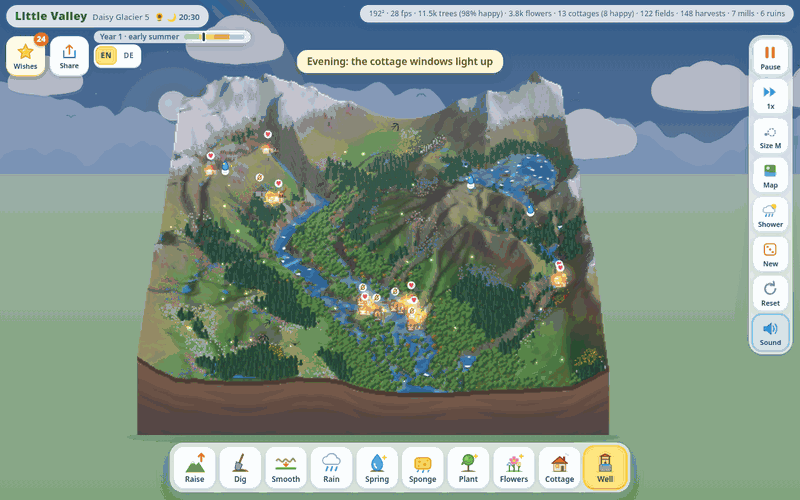 Little Valley Daisy Glacier 5 20:30
192² · 28 fps · 11.5k trees (98% happy) · 3.8k flowers · 13 cottages (8 happy) · 122 fields · 148 harvests · 7 mills · 6 ruins
Year 1 · early summer
24
Wishes
Share
EN DE
Evening: the cottage windows light up
Pause
1x
Size M
Map
Shower
New
Reset
Sound
Raise
Dig
Smooth
Rain
Spring
Sponge
Plant
Flowers
Cottage
Well